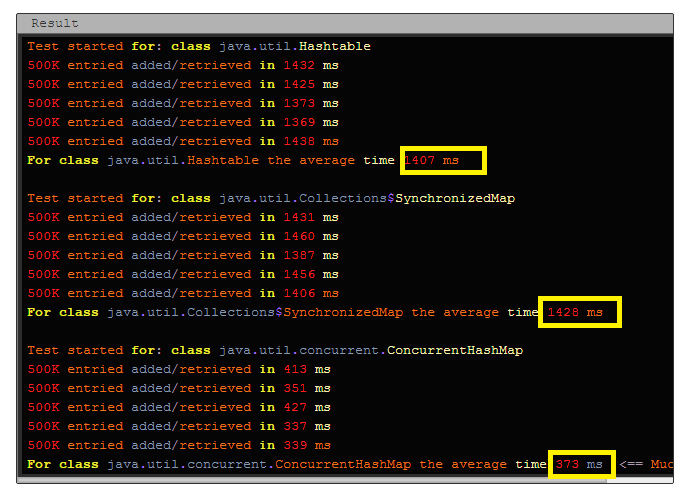 Result
Test started for: class java.util.Hashtable
500K entried added/retrieved in 1432 ms
500K entried added/retrieved in 1425 ms
500K entried added/retrieved in 1373 ms
500K entried added/retrieved in 1369 ms
500K entried added/retrieved in 1438 ms
For class java.util.Hashtable the average time 1407 ms
Test started for: class java.util.Collections$SynchronizedMap
500K entried added/retrieved in 1431 ms
500K entried added/retrieved in 1460 ms
500K entried added/retrieved in 1387 ms
500K entried added/retrieved in 1456 ms
500K entried added/retrieved in 1406 ms
For class java.util.Collections$SynchronizedMap the average time 1428 ms
Test started for: class java.util.concurrent.ConcurrentHashMap
500K entried added/retrieved in 413 ms
500K entried added/retrieved in 351 ms
500K entried added/retrieved in 427 ms
500K entried added/retrieved in 337 ms
500K entried added/retrieved in 339 ms
For class java.util.concurrent.ConcurrentHashMap the average time 373 ms <== Muc